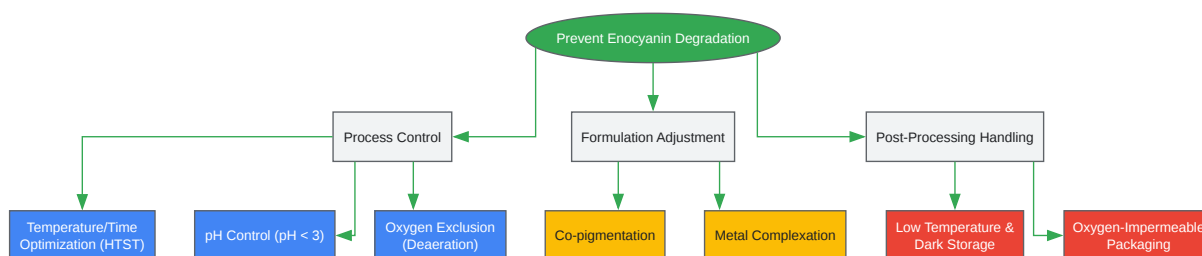 Prevent Enocyanin Degradation
Process Control
Formulation Adjustment
Post-Processing Handling
Temperature/Time
Optimization (HTST)
pH Control (pH < 3)
Oxygen Exclusion
(Deaeration)
Co-pigmentation
Metal Complexation
Low Temperature &
Dark Storage
Oxygen-Impermeable
Packaging